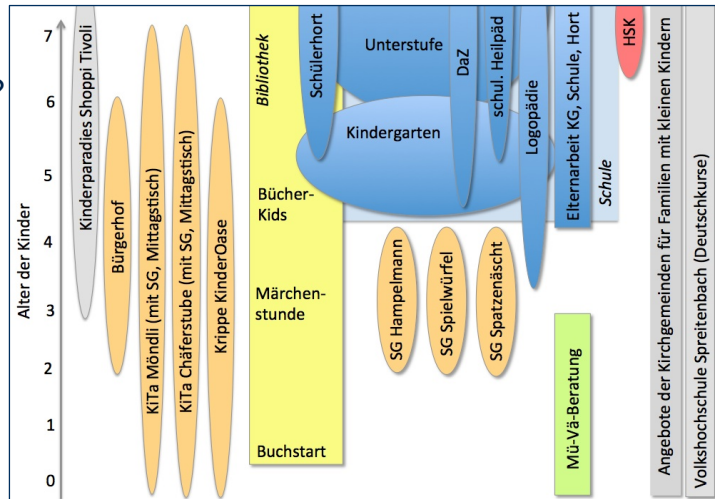 Alter der Kinder
7
6
5
4
3
2
1
0
Kinderparadies Shoppi Tivoli
Bürgerhof
KiTa Möndli (mit SG, Mittagstisch)
KiTa Chäferstube (mit SG, Mittagstisch)
Krippe KinderOase
Bibliothek
Bücher-
Kids
Märchen-
stunde
Buchstart
Schülerhort
Unterstufe
Kindergarten
DaZ
schul. Heilpäd
Logopädie
Elternarbeit KG, Schule, Hort
Schule
HSK
SG Hampelmann
SG Spielwürfel
SG Spatzenäscht
Mü-Vä-Beratung
Angebote der Kirchgemeinden für Familien mit kleinen Kindern
Volkshochschule Spreitenbach (Deutschkurse)